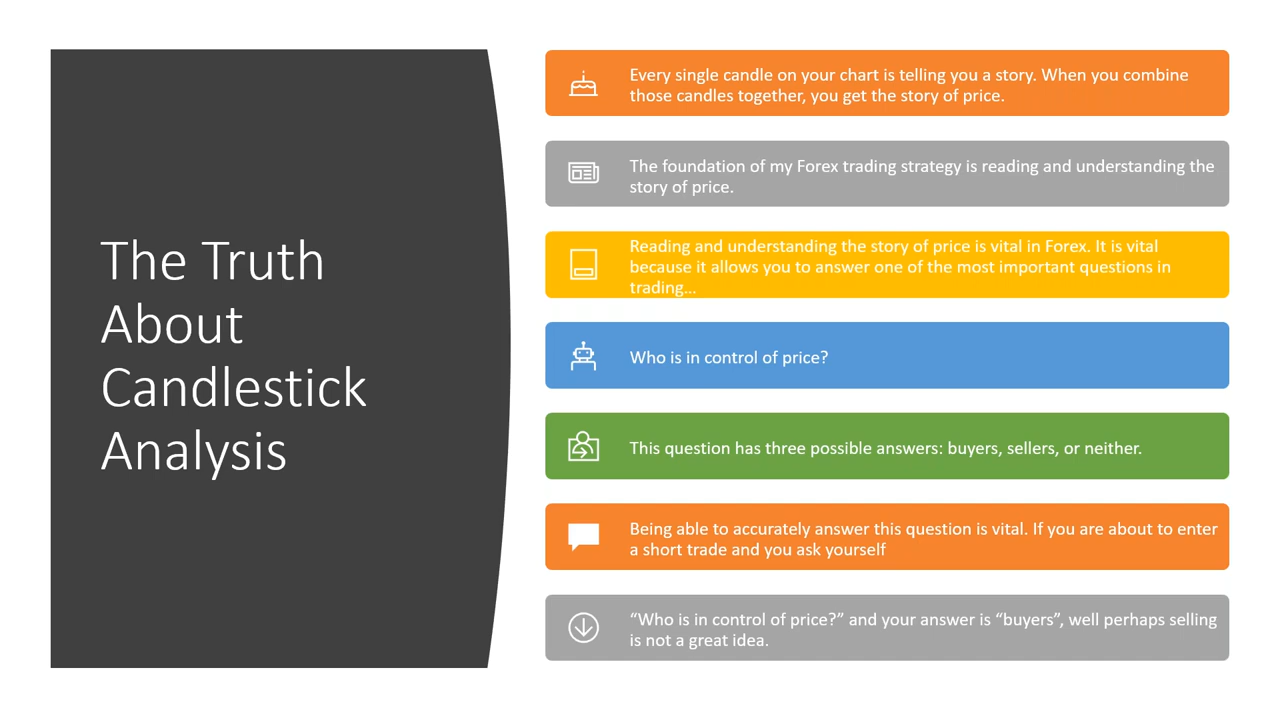 The Truth
About
Candlestick
Analysis
Every single candle on your chart is telling you a story. When you combine
those candles together, you get the story of price.
The foundation of my Forex trading strategy is reading and understanding the
story of price.
Reading and understanding the story of price is vital in Forex. It is vital
because it allows you to answer one of the most important questions in
trading...
Who is in control of price?
This question has three possible answers: buyers, sellers, or neither.
Being able to accurately answer this question is vital. If you are about to enter
a short trade and you ask yourself
“Who is in control of price?” and your answer is “buyers”, well perhaps selling
is not a great idea.